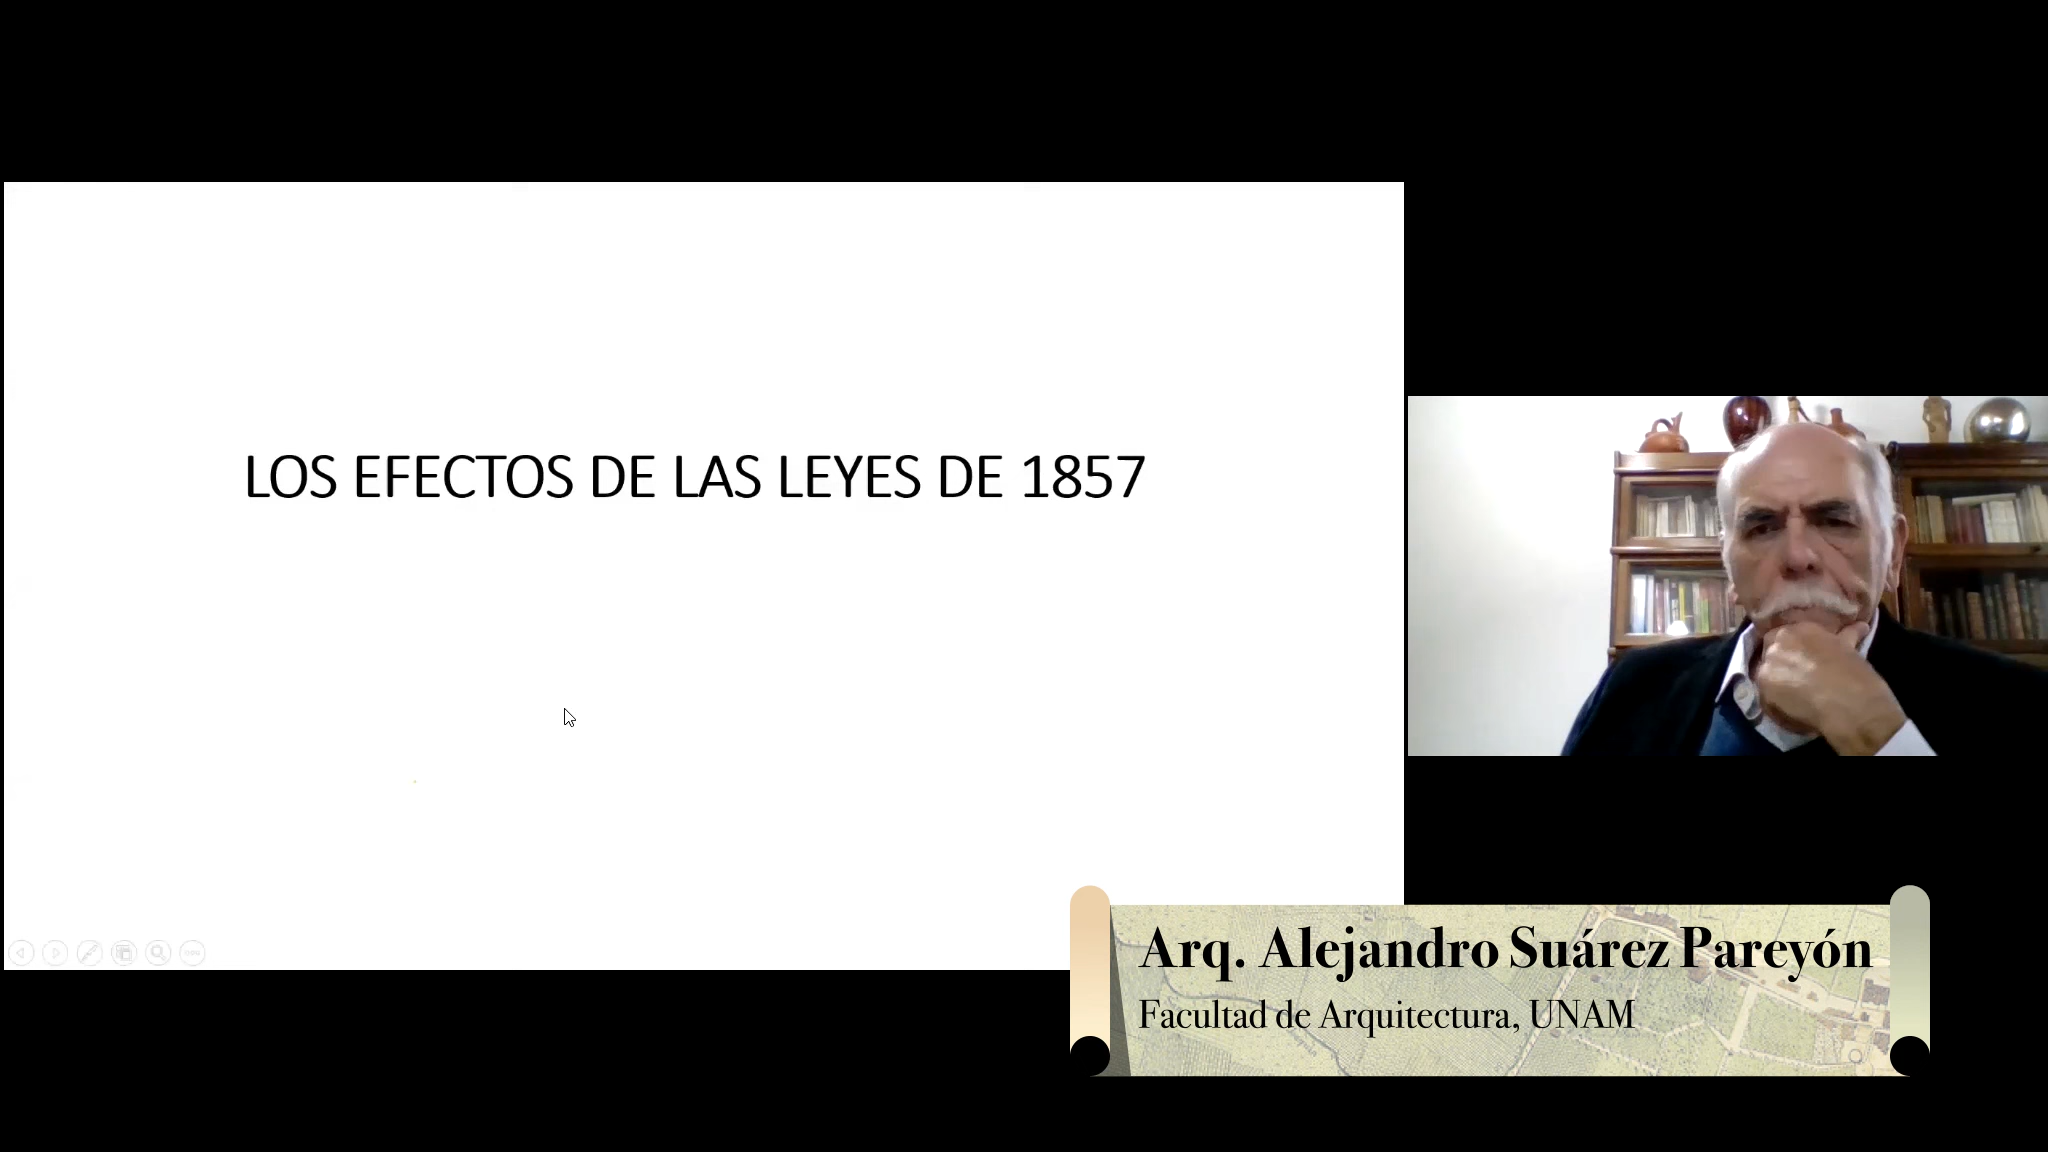 LOS EFECTOS DE LAS LEYES DE 1857
Arq. Alejandro Suárez Pareyón
Facultad de Arquitectura, UNAM